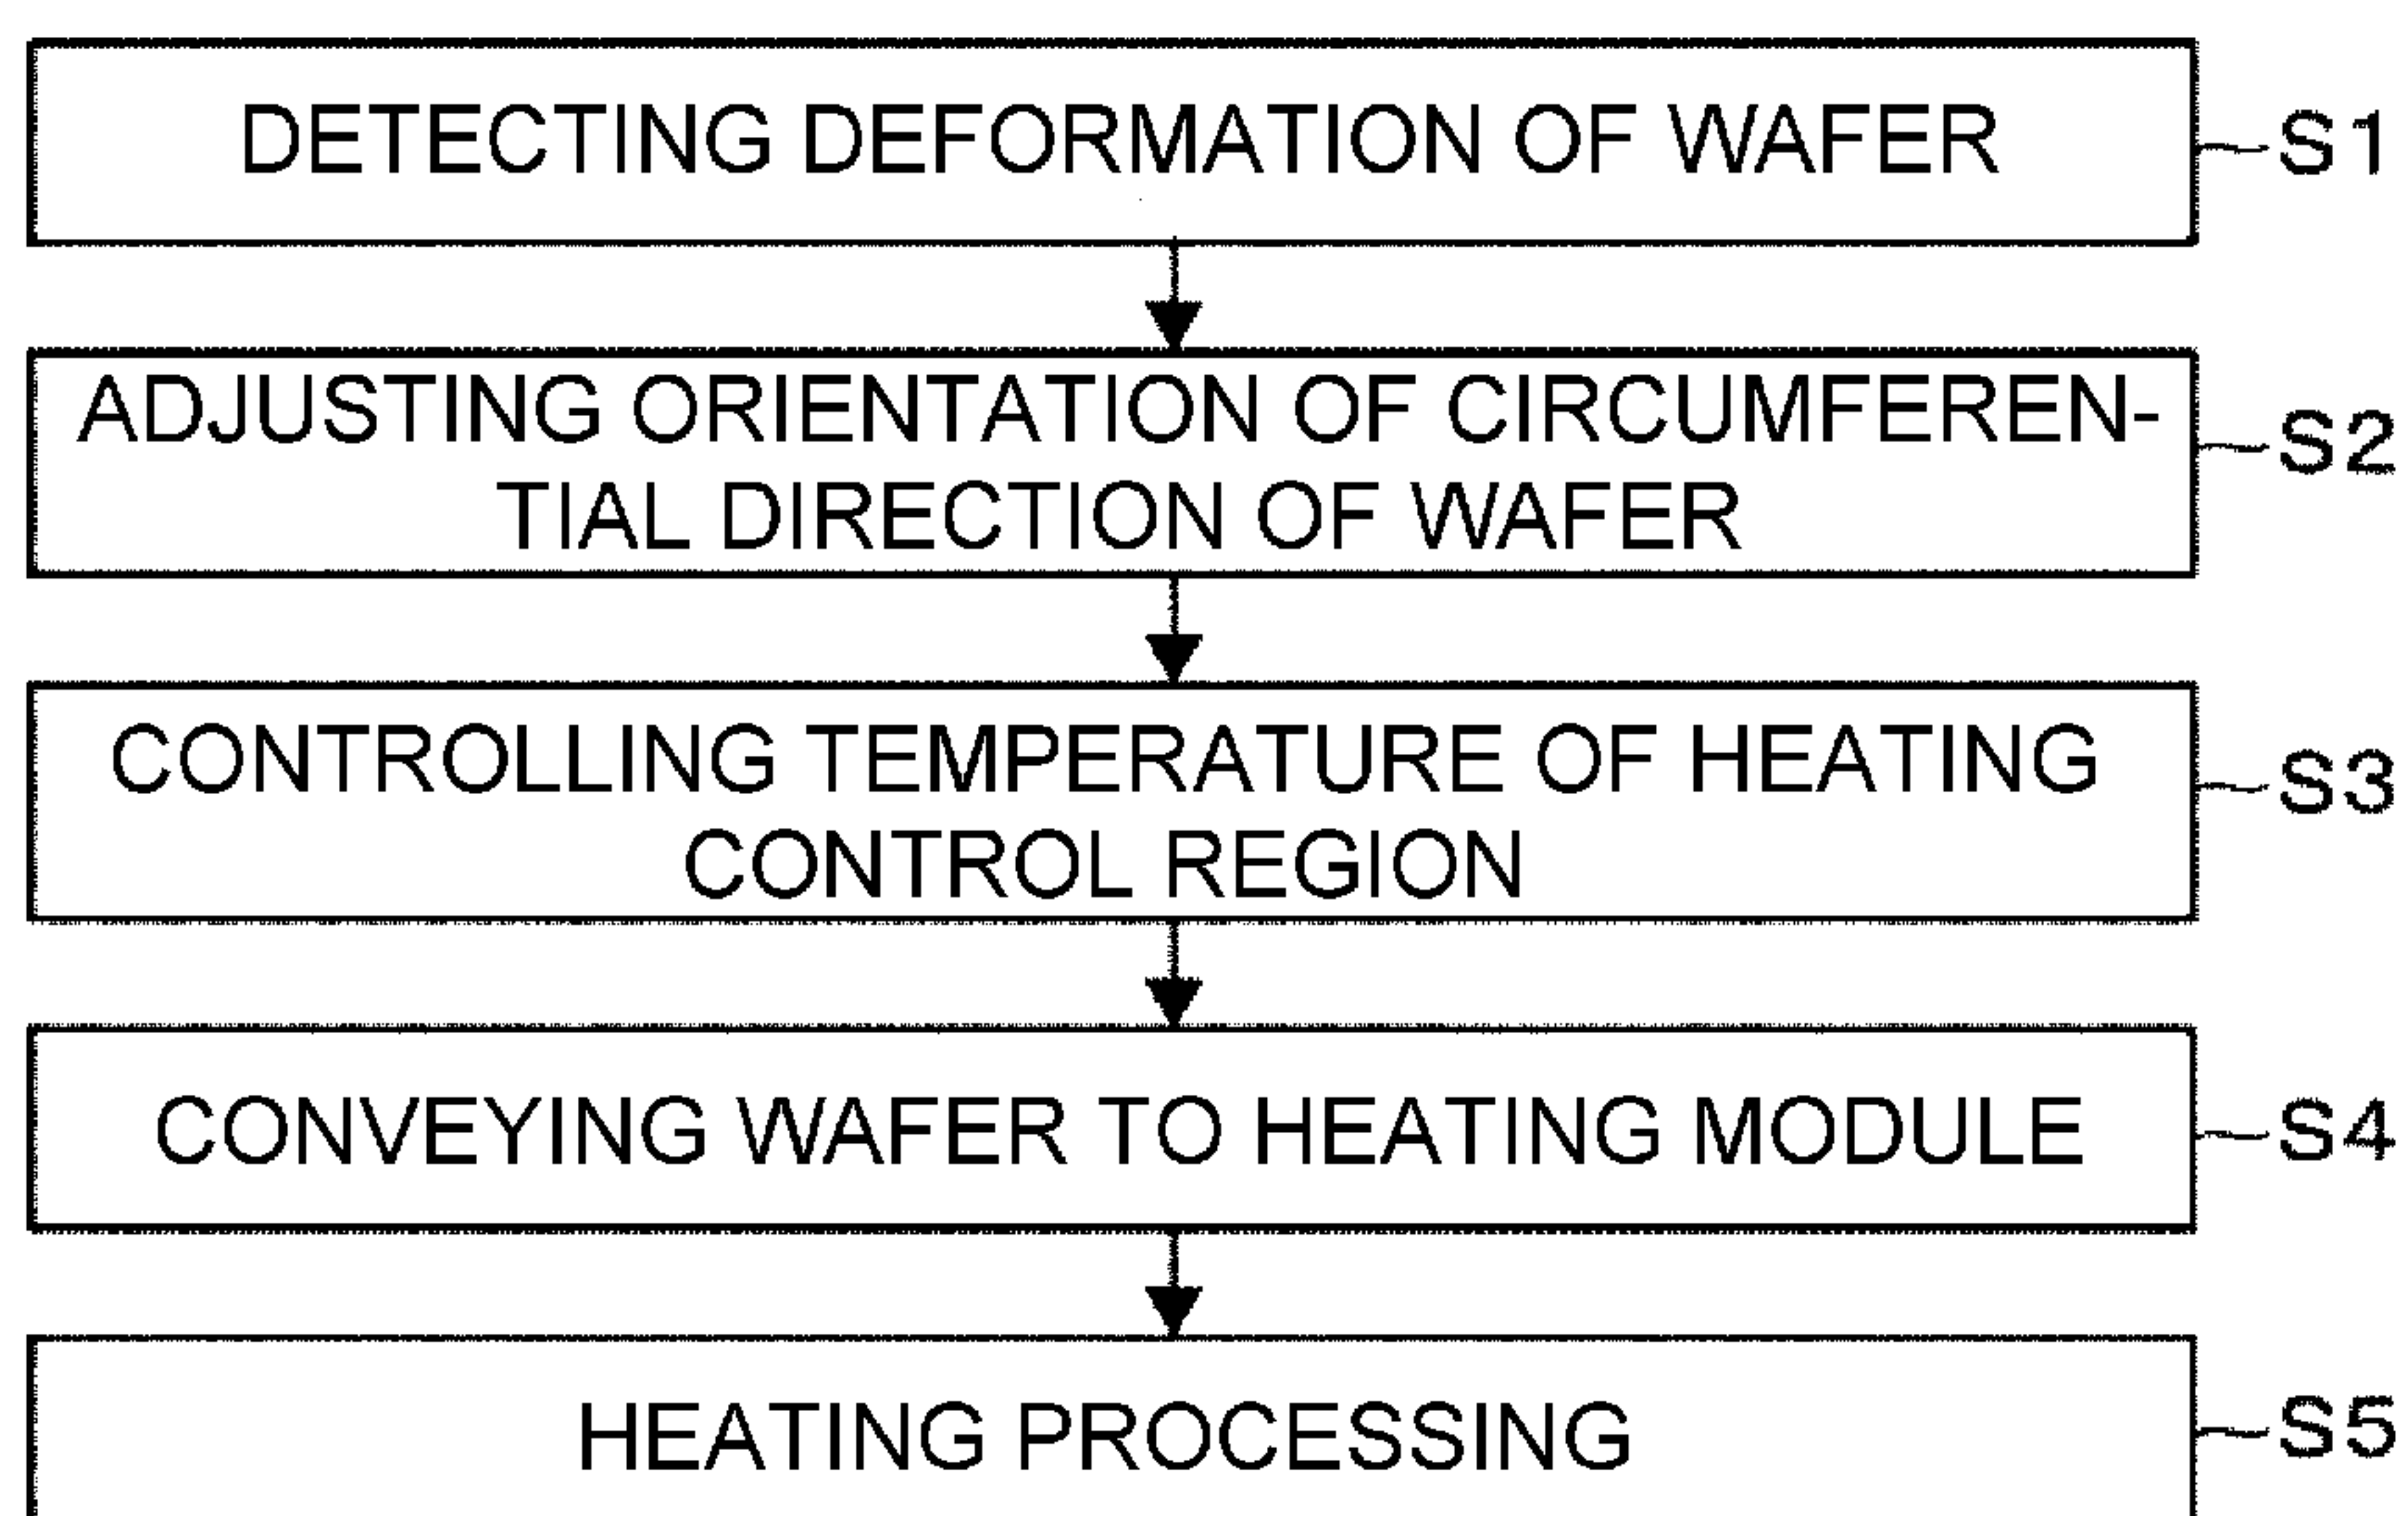 DETECTING DEFORMATION OF WAFER
S1
ADJUSTING ORIENTATION OF CIRCUMFEREN-
TIAL DIRECTION OF WAFER
S2
CONTROLLING TEMPERATURE OF HEATING
CONTROL REGION
S3
CONVEYING WAFER TO HEATING MODULE
S4
HEATING PROCESSING
S5